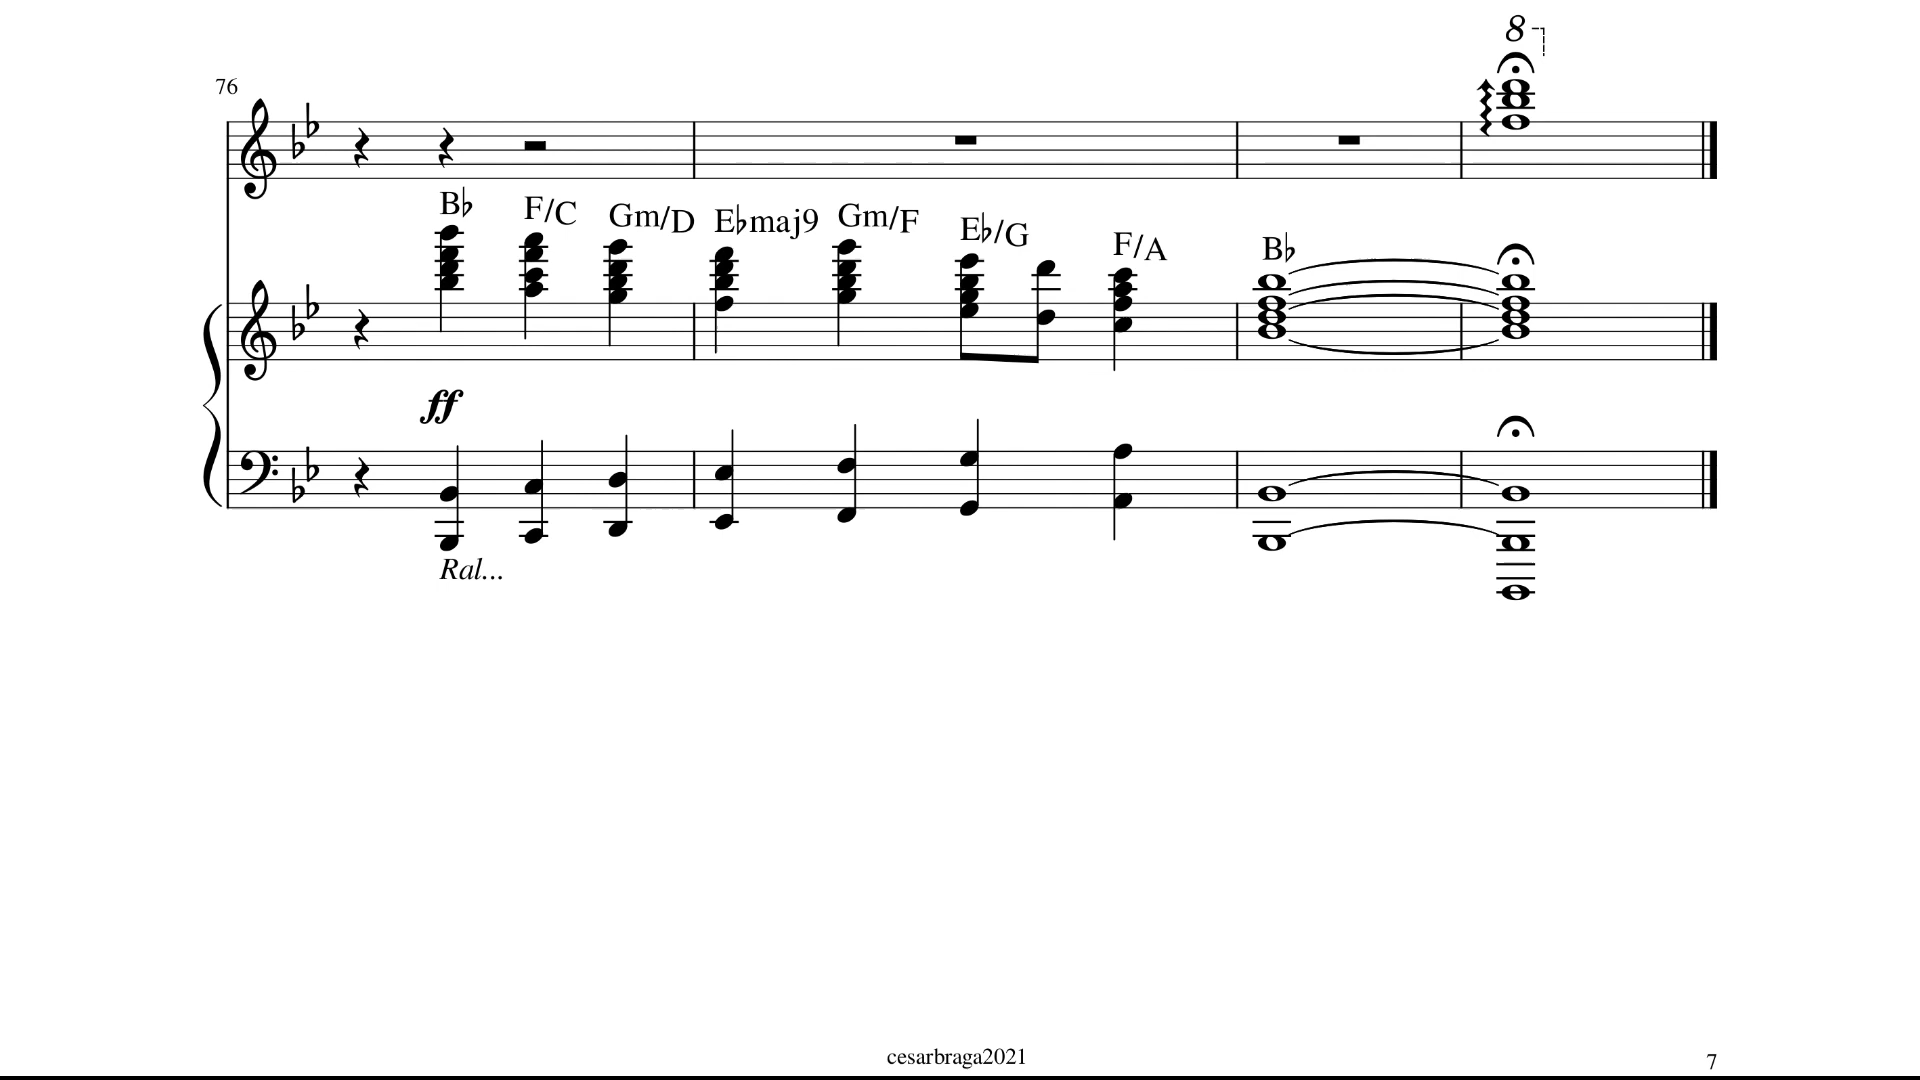 8
76
B♭ F/C Gm/D E♭maj9 Gm/F E♭/G F/A B♭
ff
Ral...
cesarbraga2021
7